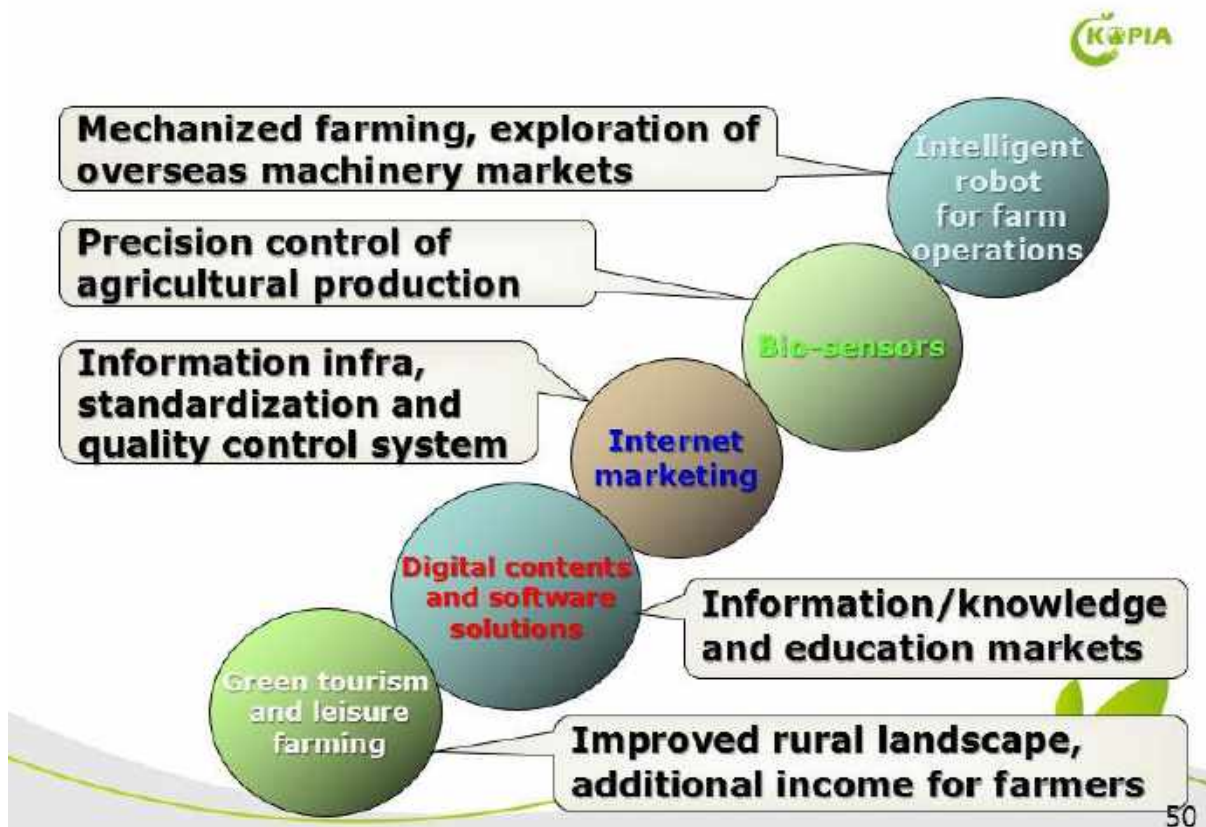 KOPIA
Mechanized farming, exploration of
overseas machinery markets
Intelligent
robot
for farm
operations
Precision control of
agricultural production
Bio-sensors
Information infra,
standardization and
quality control system
Internet
marketing
Digital contents
and software
solutions
Information/knowledge
and education markets
Green tourism
and leisure
farming
Improved rural landscape,
additional income for farmers
50